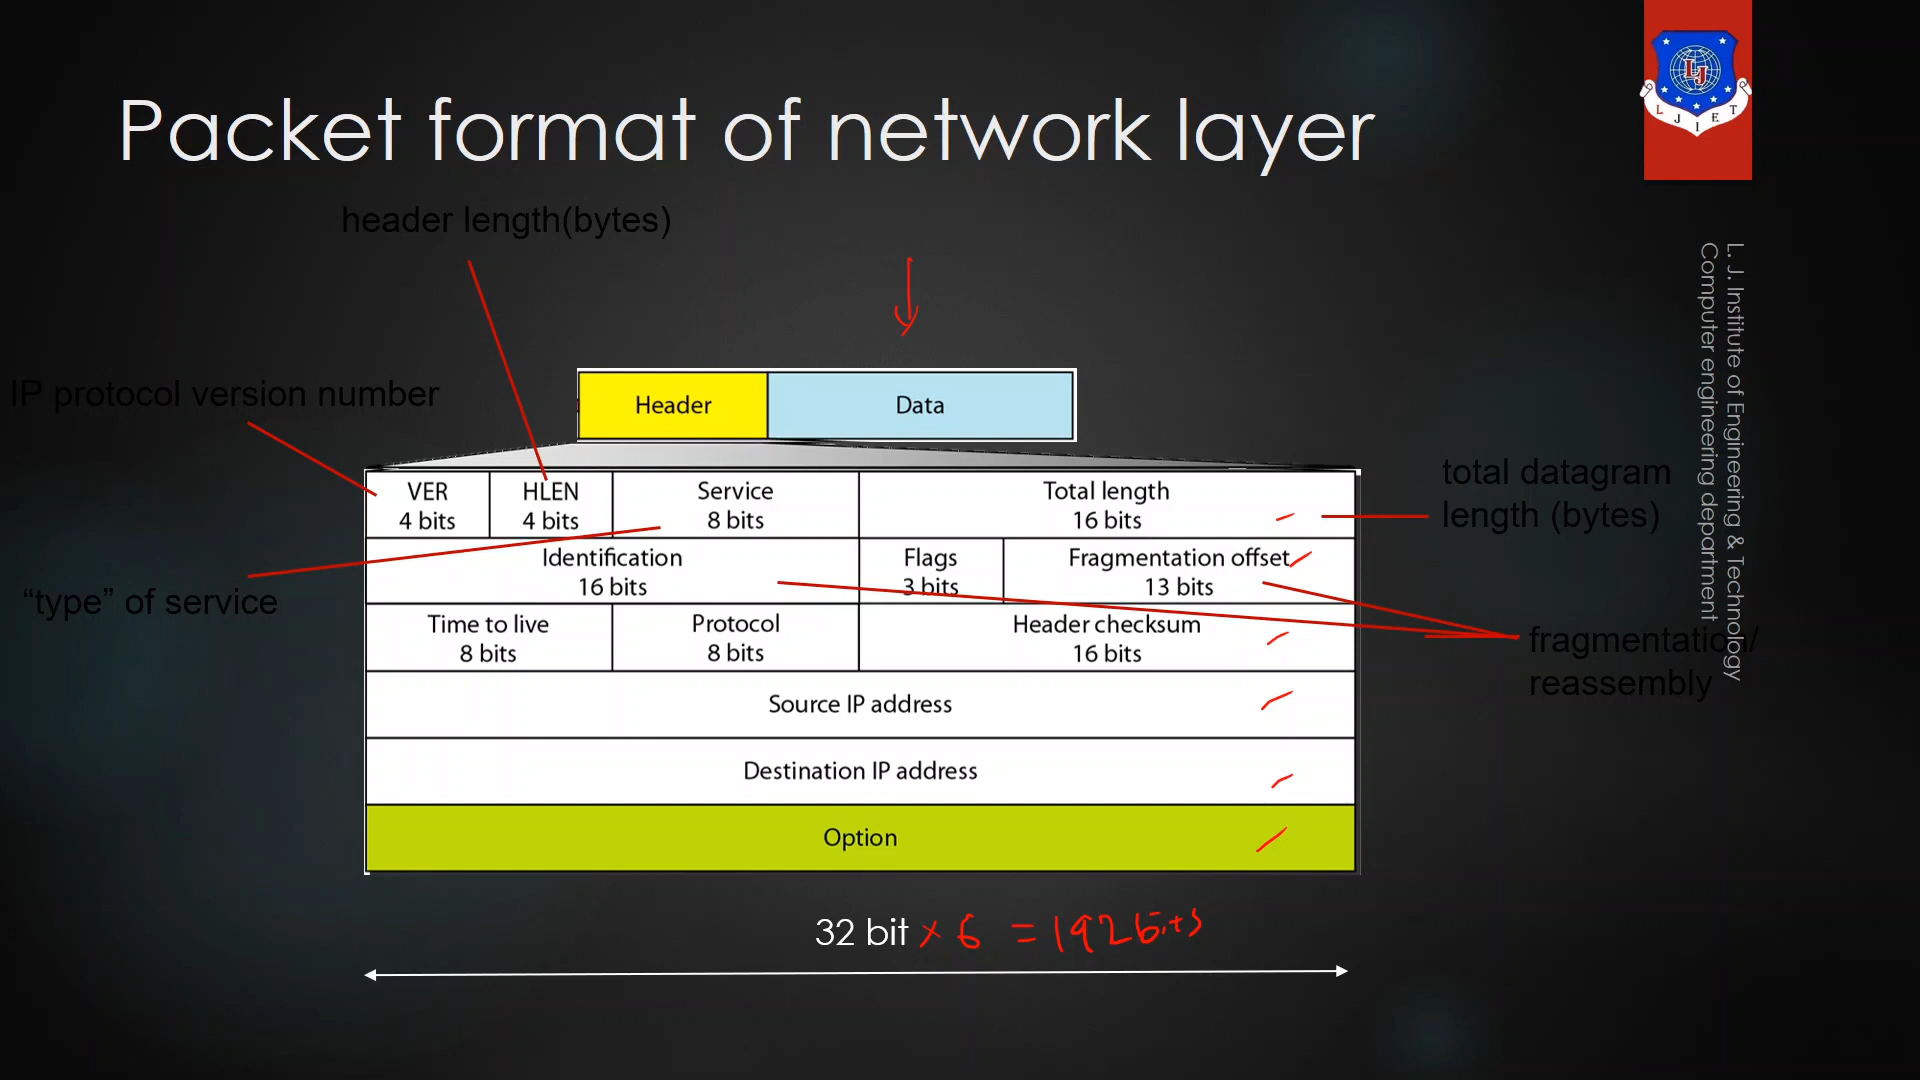 Packet format of network layer
L J I E T
header length(bytes)
IP protocol version number
Header Data
VER HLEN Service Total length
4 bits 4 bits 8 bits 16 bits
total datagram
length (bytes)
Identification Flags Fragmentation offset
16 bits 3 bits 13 bits
"type" of service
Time to live Protocol Header checksum
8 bits 8 bits 16 bits
fragmentation/
reassembly
Source IP address
Destination IP address
Option
32 bit × 6 = 192 bits
L. J. Institute of Engineering & Technology
Computer engineering department